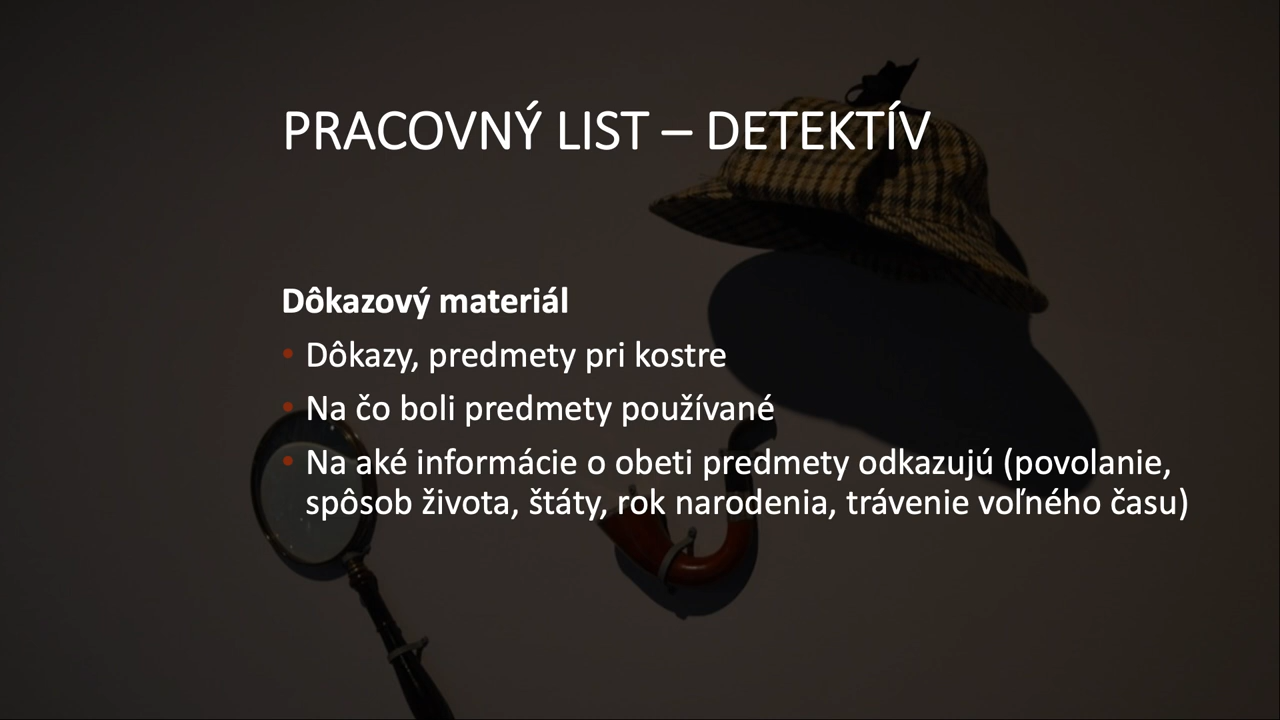 PRACOVNÝ LIST – DETEKTÍV
Dôkazový materiál
• Dôkazy, predmety pri kostre
• Na čo boli predmety používané
• Na aké informácie o obeti predmety odkazujú (povolanie,
spôsob života, štáty, rok narodenia, trávenie voľného času)